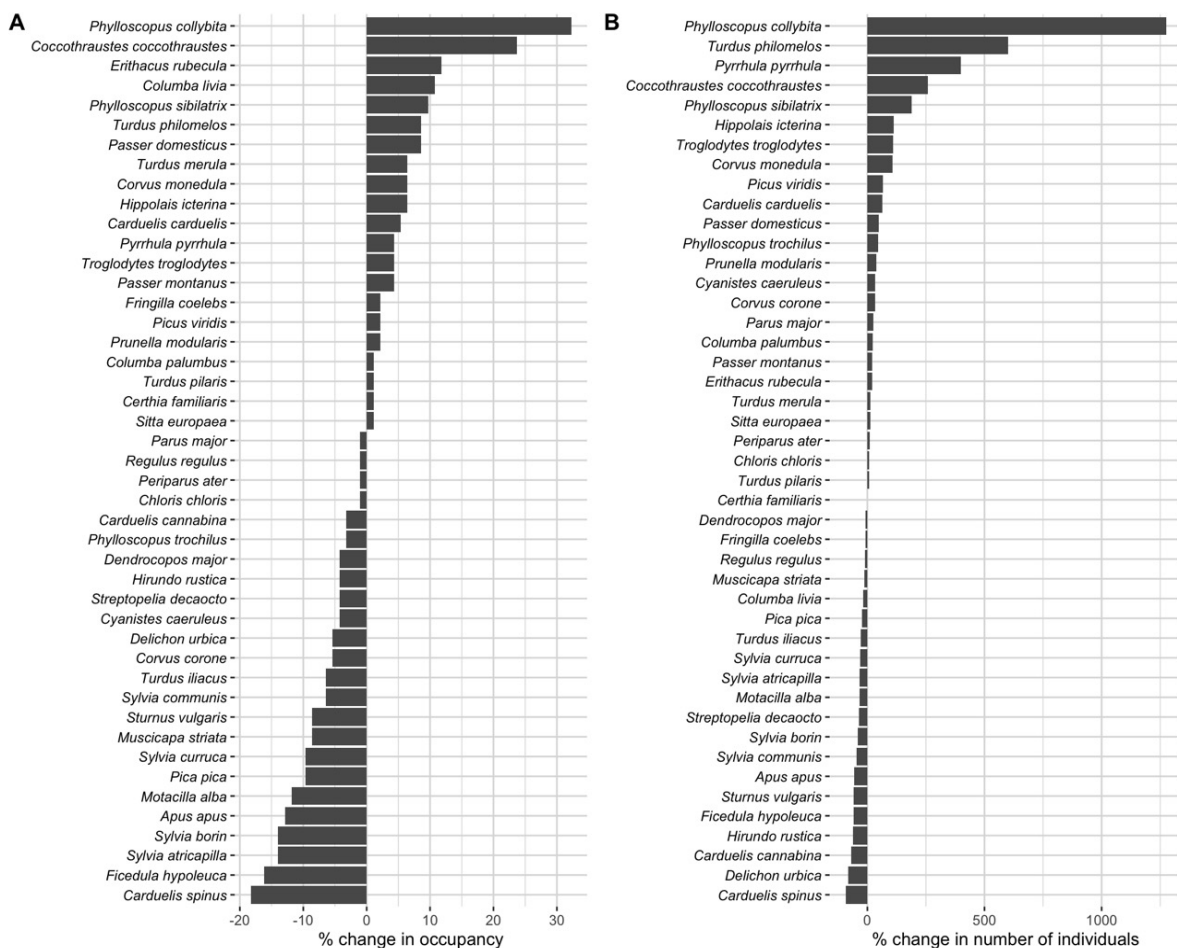 A
Phylloscopus collybita
Coccothraustes coccothraustes
Erithacus rubecula
Columba livia
Phylloscopus sibilatrix
Turdus philomelos
Passer domesticus
Turdus merula
Corvus monedula
Hippolais icterina
Carduelis carduelis
Pyrrhula pyrrhula
Troglodytes troglodytes
Passer montanus
Fringilla coelebs
Picus viridis
Prunella modularis
Columba palumbus
Turdus pilaris
Certhia familiaris
Sitta europaea
Parus major
Regulus regulus
Periparus ater
Chloris chloris
Carduelis cannabina
Phylloscopus trochilus
Dendrocopos major
Hirundo rustica
Streptopelia decaocto
Cyanistes caeruleus
Delichon urbica
Corvus corone
Turdus iliacus
Sylvia communis
Sturnus vulgaris
Muscicapa striata
Sylvia curruca
Pica pica
Motacilla alba
Apus apus
Sylvia borin
Sylvia atricapilla
Ficedula hypoleuca
Carduelis spinus
-20 -10 0 10 20 30
% change in occupancy
B
Phylloscopus collybita
Turdus philomelos
Pyrrhula pyrrhula
Coccothraustes coccothraustes
Phylloscopus sibilatrix
Hippolais icterina
Troglodytes troglodytes
Corvus monedula
Picus viridis
Carduelis carduelis
Passer domesticus
Phylloscopus trochilus
Prunella modularis
Cyanistes caeruleus
Corvus corone
Parus major
Columba palumbus
Passer montanus
Erithacus rubecula
Turdus merula
Sitta europaea
Periparus ater
Chloris chloris
Turdus pilaris
Certhia familiaris
Dendrocopos major
Fringilla coelebs
Regulus regulus
Muscicapa striata
Columba livia
Pica pica
Turdus iliacus
Sylvia curruca
Sylvia atricapilla
Motacilla alba
Streptopelia decaocto
Sylvia borin
Sylvia communis
Apus apus
Sturnus vulgaris
Ficedula hypoleuca
Hirundo rustica
Carduelis cannabina
Delichon urbica
Carduelis spinus
0 500 1000
% change in number of individuals